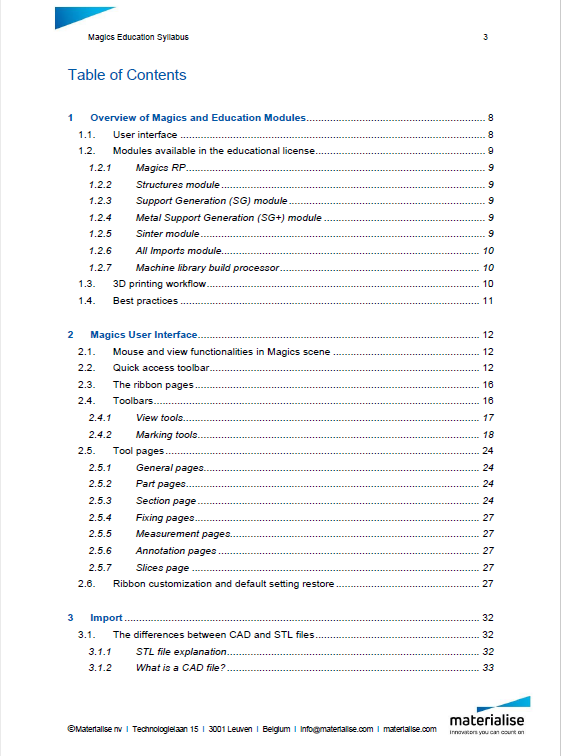 Magics Education Syllabus 3
Table of Contents
1 Overview of Magics and Education Modules 8
1.1. User interface 8
1.2. Modules available in the educational license 9
1.2.1 Magics RP 9
1.2.2 Structures module 9
1.2.3 Support Generation (SG) module 9
1.2.4 Metal Support Generation (SG+) module 9
1.2.5 Sinter module 9
1.2.6 All Imports module 10
1.2.7 Machine library build processor 10
1.3. 3D printing workflow 10
1.4. Best practices 11
2 Magics User Interface 12
2.1. Mouse and view functionalities in Magics scene 12
2.2. Quick access toolbar 12
2.3. The ribbon pages 16
2.4. Toolbars 16
2.4.1 View tools 17
2.4.2 Marking tools 18
2.5. Tool pages 24
2.5.1 General pages 24
2.5.2 Part pages 24
2.5.3 Section page 24
2.5.4 Fixing pages 27
2.5.5 Measurement pages 27
2.5.6 Annotation pages 27
2.5.7 Slices page 27
2.6. Ribbon customization and default setting restore 27
3 Import 32
3.1. The differences between CAD and STL files 32
3.1.1 STL file explanation 32
3.1.2 What is a CAD file? 33
©Materialise nv I Technologielaan 15 I 3001 Leuven I Belgium I info@materialise.com I materialise.com
materialise
innovators you can count on